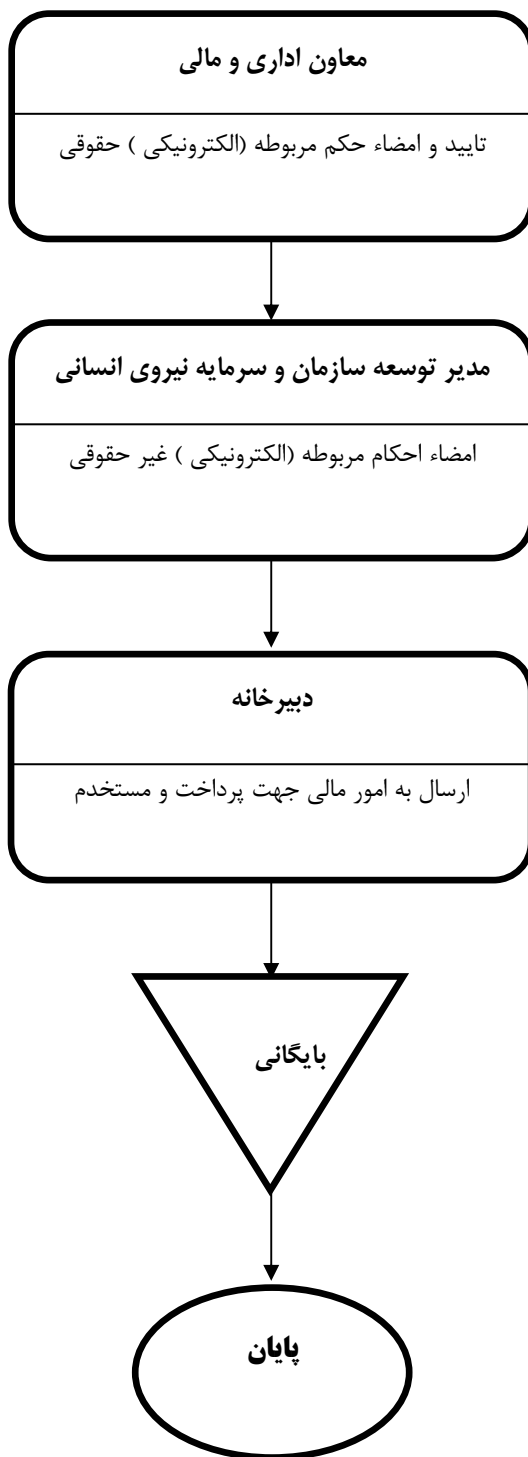 معاون اداری و مالی
تایید و امضاء حکم مربوطه (الکترونیکی ) حقوقی
مدیر توسعه سازمان و سرمایه نیروی انسانی
امضاء احکام مربوطه (الکترونیکی ) غیر حقوقی
دبیرخانه
ارسال به امور مالی جهت پرداخت و مستخدم
بایگانی
پایان